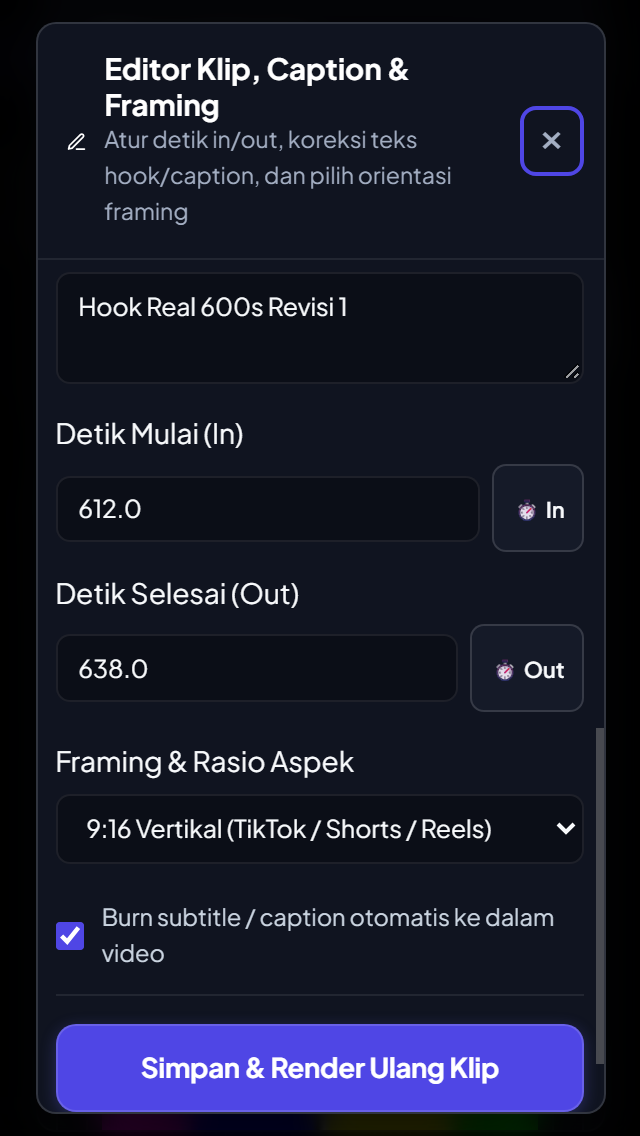 Editor Klip, Caption &
Framing
Atur detik in/out, koreksi teks
hook/caption, dan pilih orientasi
framing
Hook Real 600s Revisi 1
Detik Mulai (In)
612.0
In
Detik Selesai (Out)
638.0
Out
Framing & Rasio Aspek
9:16 Vertikal (TikTok / Shorts / Reels)
Burn subtitle / caption otomatis ke dalam
video
Simpan & Render Ulang Klip